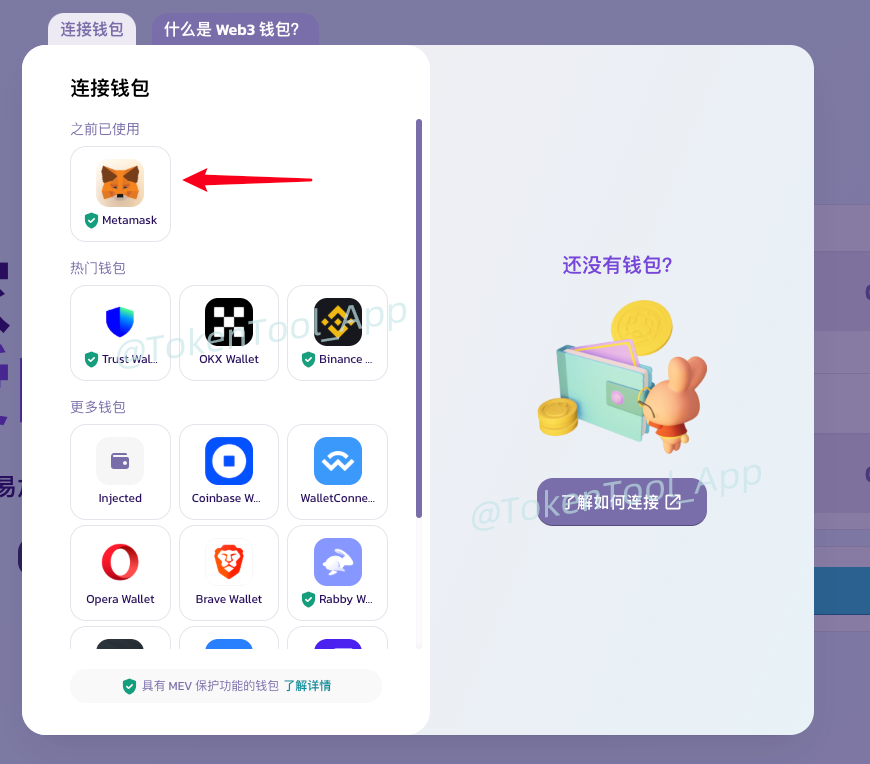 连接钱包
什么是 Web3 钱包?
连接钱包
之前已使用
Metamask
热门钱包
Trust Wal...
OKX Wallet
Binance ...
@TokenTool_App
更多钱包
Injected
Coinbase W...
WalletConne...
Opera Wallet
Brave Wallet
Rabby W...
具有 MEV 保护功能的钱包 了解详情
还没有钱包?
了解如何连接
@TokenTool_App